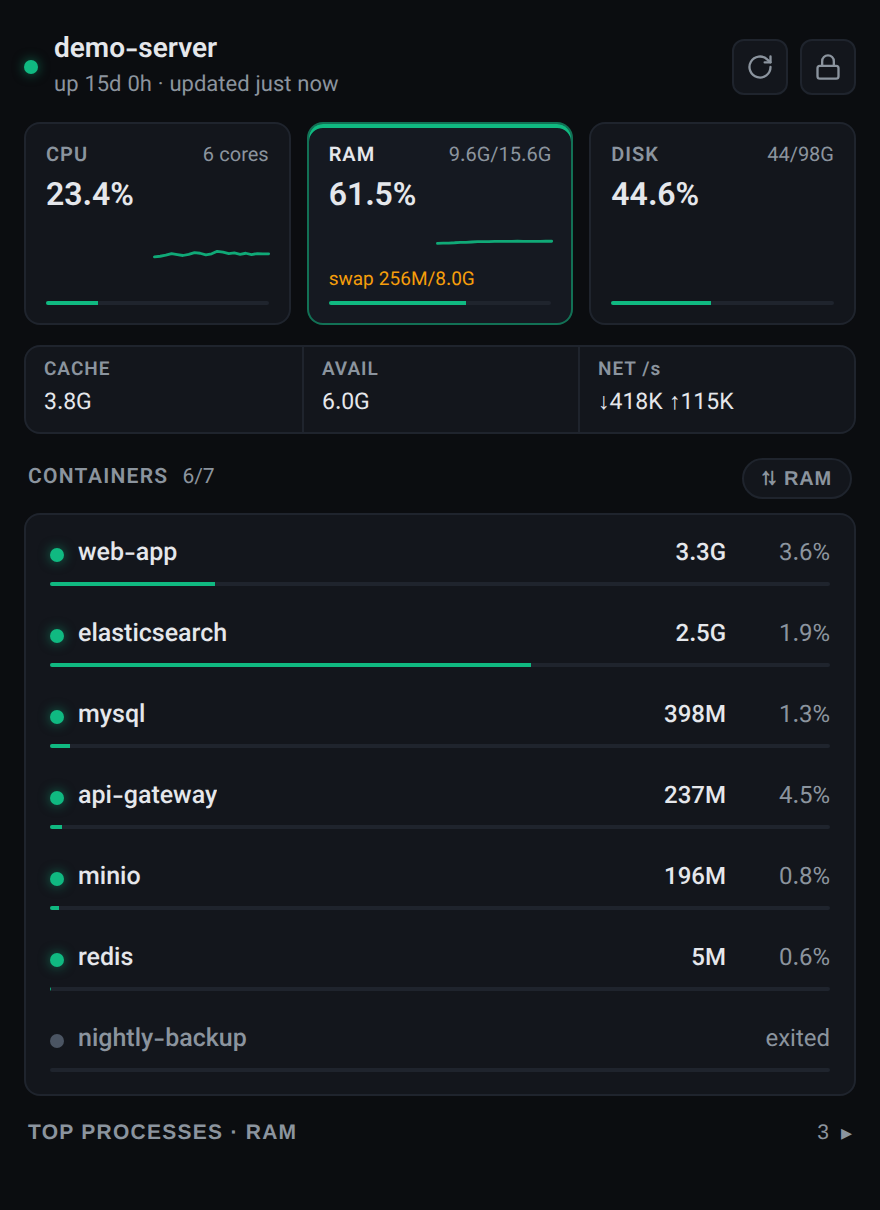 demo-server
up 15d 0h · updated just now
CPU 6 cores
23.4%
RAM 9.6G/15.6G
61.5%
swap 256M/8.0G
DISK 44/98G
44.6%
CACHE
3.8G
AVAIL
6.0G
NET /s
↓418K ↑115K
CONTAINERS 6/7
⇅ RAM
web-app 3.3G 3.6%
elasticsearch 2.5G 1.9%
mysql 398M 1.3%
api-gateway 237M 4.5%
minio 196M 0.8%
redis 5M 0.6%
nightly-backup exited
TOP PROCESSES · RAM 3 ▸